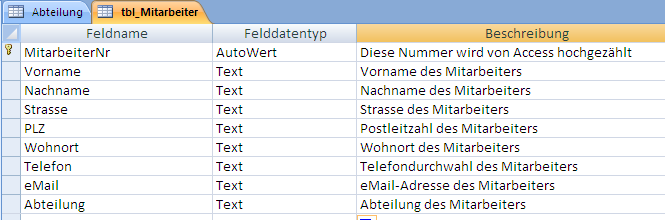 Abteilung tbl_Mitarbeiter
Feldname Felddatentyp Beschreibung
MitarbeiterNr AutoWert Diese Nummer wird von Access hochgezählt
Vorname Text Vorname des Mitarbeiters
Nachname Text Nachname des Mitarbeiters
Strasse Text Strasse des Mitarbeiters
PLZ Text Postleitzahl des Mitarbeiters
Wohnort Text Wohnort des Mitarbeiters
Telefon Text Telefondurchwahl des Mitarbeiters
eMail Text eMail-Adresse des Mitarbeiters
Abteilung Text Abteilung des Mitarbeiters